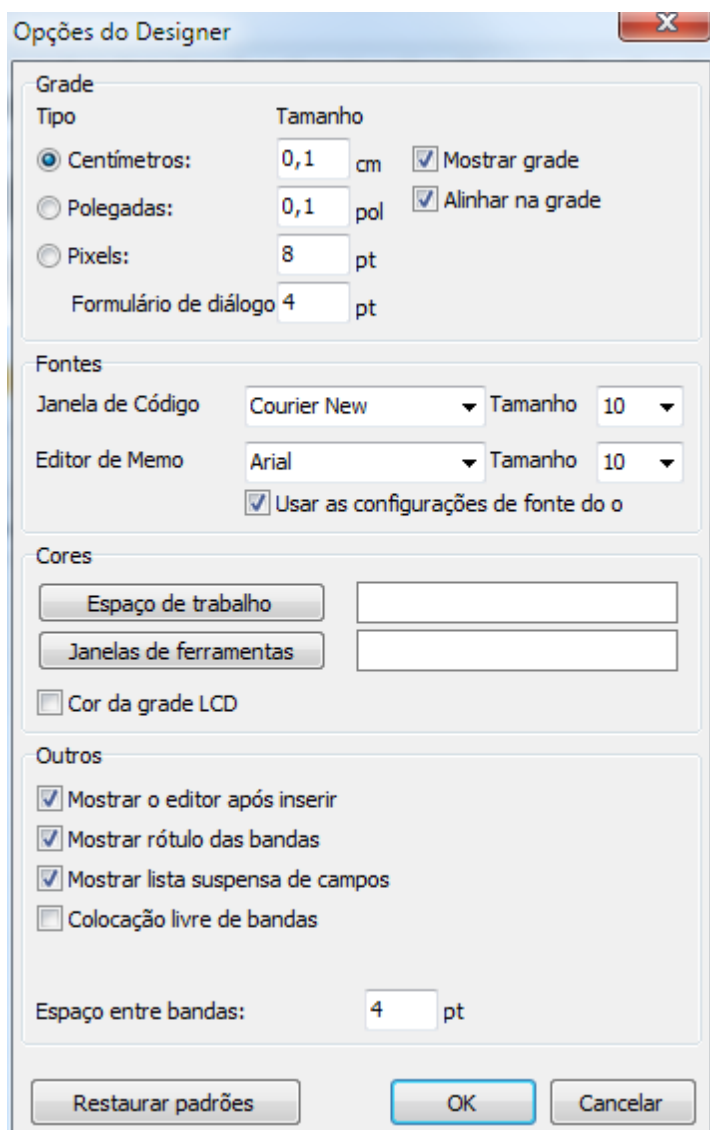 Opções do Designer
Grade
Tipo Tamanho
Centímetros: 0,1 cm Mostrar grade
Polegadas: 0,1 pol Alinhar na grade
Pixels: 8 pt
Formulário de diálogo 4 pt
Fontes
Janela de Código Courier New Tamanho 10
Editor de Memo Arial Tamanho 10
Usar as configurações de fonte do o
Cores
Espaço de trabalho
Janelas de ferramentas
Cor da grade LCD
Outros
Mostrar o editor após inserir
Mostrar rótulo das bandas
Mostrar lista suspensa de campos
Colocação livre de bandas
Espaço entre bandas: 4 pt
Restaurar padrões OK Cancelar